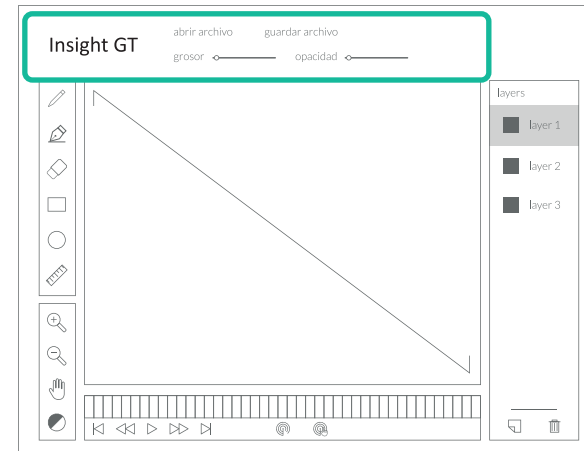 Insight GT
abrir archivo guardar archivo
grosor opacidad
layers
layer 1
layer 2
layer 3